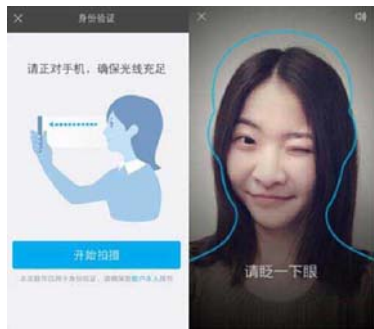 身份验证
请正对手机，确保光线充足
开始拍摄
请眨一下眼